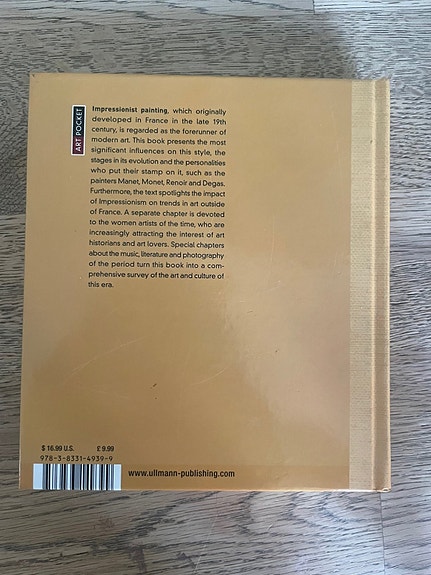 ART POCKET
Impressionist painting, which originally
developed in France in the late 19th
century, is regarded as the forerunner of
modern art. This book presents the most
significant influences on this style, the
stages in its evolution and the personalities
who put their stamp on it, such as the
painters Manet, Monet, Renoir and Degas.
Furthermore, the text spotlights the impact
of Impressionism on trends in art outside
of France. A separate chapter is devoted
to the women artists of the time, who are
increasingly attracting the interest of art
historians and art lovers. Special chapters
about the music, literature and photography
of the period turn this book into a com-
prehensive survey of the art and culture of
this era.
$ 16.99 U.S. £ 9.99
978-3-8331-4939-9
www.ullmann-publishing.com